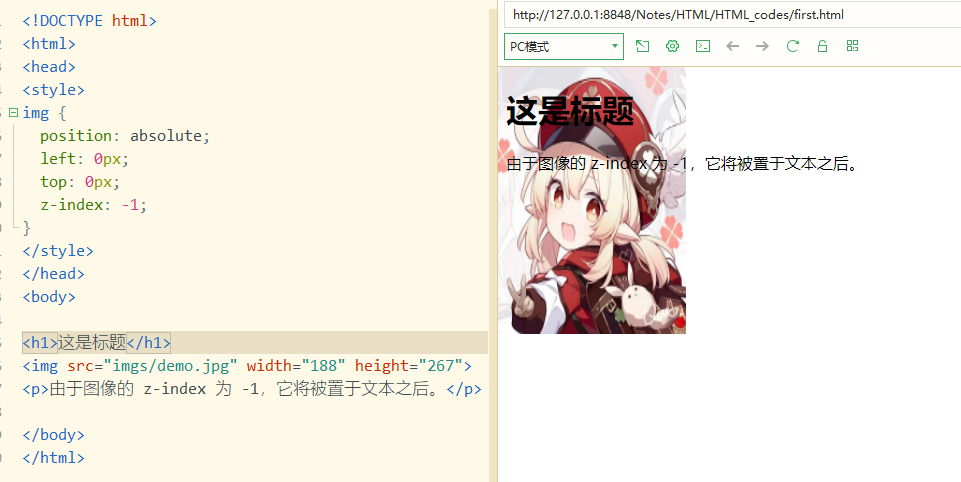 <!DOCTYPE html>
<html>
<head>
<style>
img {
position: absolute;
left: 0px;
top: 0px;
z-index: -1;
}
</style>
</head>
<body>
<h1>这是标题</h1>
<img src="imgs/demo.jpg" width="188" height="267">
<p>由于图像的 z-index 为 -1，它将被置于文本之后。</p>
</body>
</html>
http://127.0.0.1:8848/Notes/HTML/HTML_codes/first.html
PC模式
这是标题
由于图像的 z-index 为 -1，它将被置于文本之后。